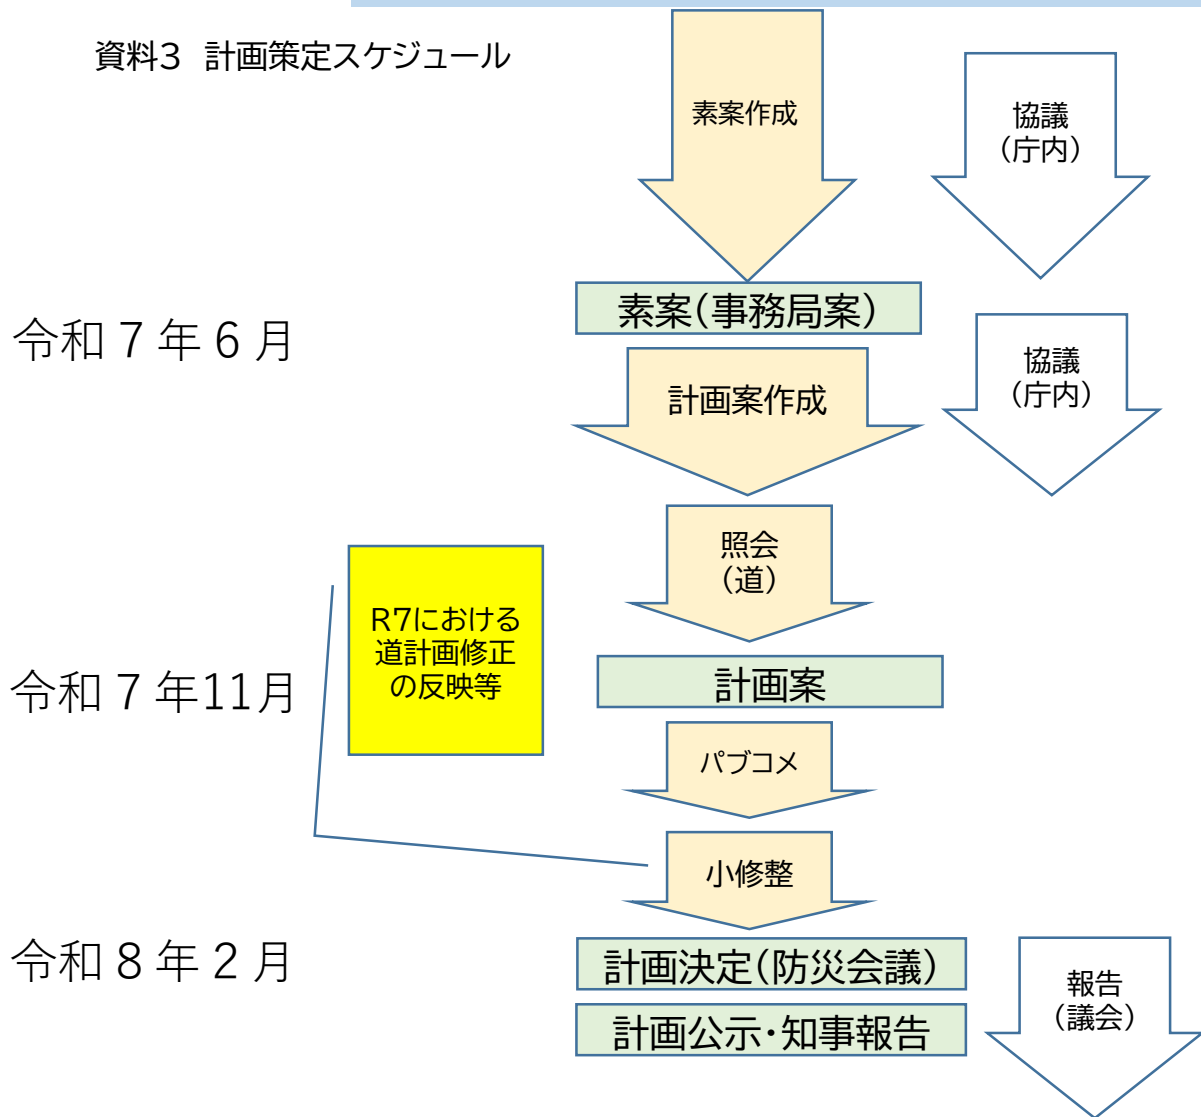 資料3 計画策定スケジュール
素案作成
協議
（庁内）
素案（事務局案）
令和７年６月
計画案作成
協議
（庁内）
照会
（道）
R7における
道計画修正
の反映等
計画案
令和７年11月
パブコメ
小修整
令和８年２月
計画決定（防災会議）
計画公示・知事報告
報告
（議会）